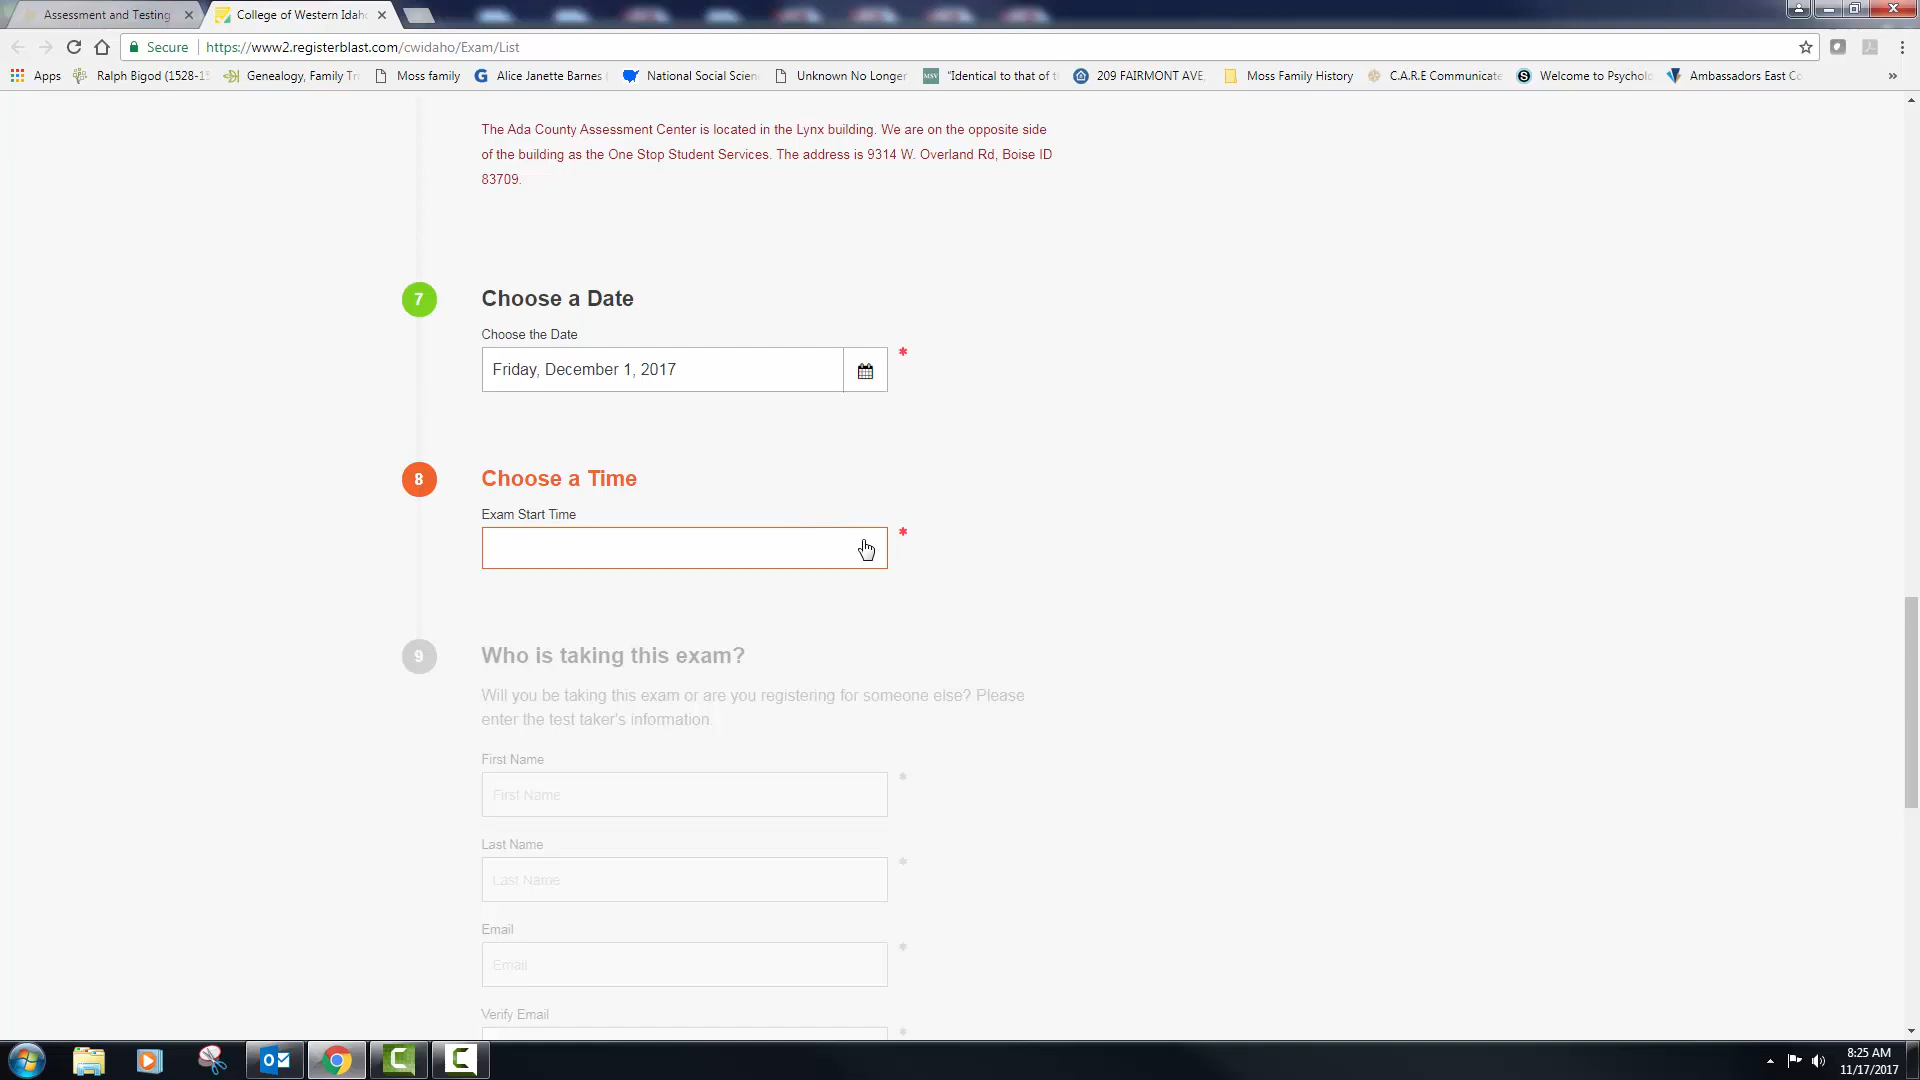 Assessment and Testing
College of Western Idaho
Secure
https://www2.registerblast.com/cwidaho/Exam/List
Apps
Ralph Bigod (1528-15
Genealogy, Family Tr
Moss family
Alice Janette Barnes
National Social Scien
Unknown No Longer
MSV
"Identical to that of t
209 FAIRMONT AVE,
Moss Family History
C.A.R.E Communicate
Welcome to Psycholo
Ambassadors East Co
»
The Ada County Assessment Center is located in the Lynx building. We are on the opposite side
of the building as the One Stop Student Services. The address is 9314 W. Overland Rd, Boise ID
83709.
7
Choose a Date
Choose the Date
Friday, December 1, 2017
*
8
Choose a Time
Exam Start Time
*
9
Who is taking this exam?
Will you be taking this exam or are you registering for someone else? Please
enter the test taker's information.
First Name
First Name
*
Last Name
Last Name
*
Email
Email
*
Verify Email
*
8:25 AM
11/17/2017